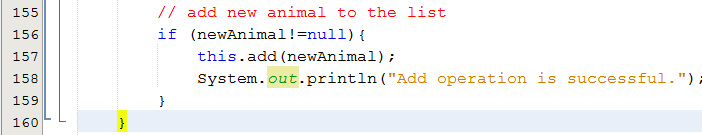 155 // add new animal to the list
156 if (newAnimal!=null){
157 this.add(newAnimal);
158 System.out.println("Add operation is successful.");
159 }
160 }